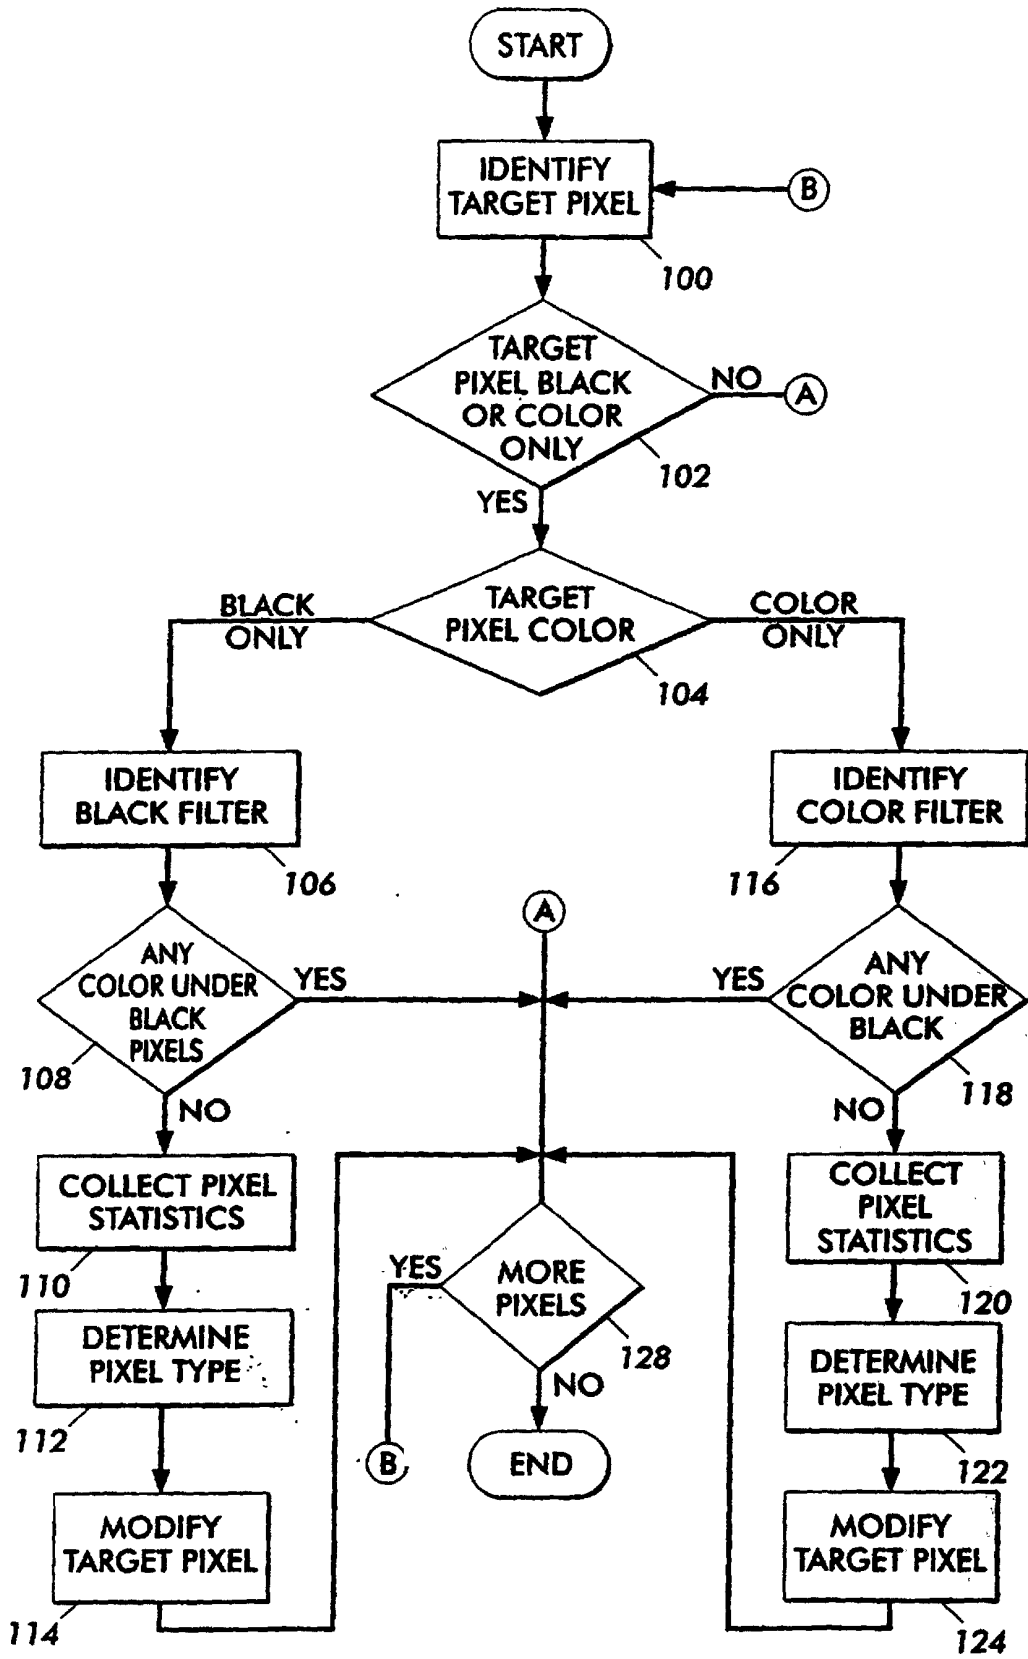 START
IDENTIFY
TARGET PIXEL
B
100
TARGET
PIXEL BLACK
OR COLOR
ONLY
NO
A
102
YES
TARGET
PIXEL COLOR
BLACK
ONLY
COLOR
ONLY
104
IDENTIFY
BLACK FILTER
106
IDENTIFY
COLOR FILTER
116
A
ANY
COLOR UNDER
BLACK
PIXELS
YES
108
NO
YES
ANY
COLOR UNDER
BLACK
118
NO
COLLECT PIXEL
STATISTICS
110
COLLECT
PIXEL
STATISTICS
120
YES
MORE
PIXELS
128
NO
DETERMINE
PIXEL TYPE
112
DETERMINE
PIXEL TYPE
122
B
END
MODIFY
TARGET PIXEL
114
MODIFY
TARGET PIXEL
124